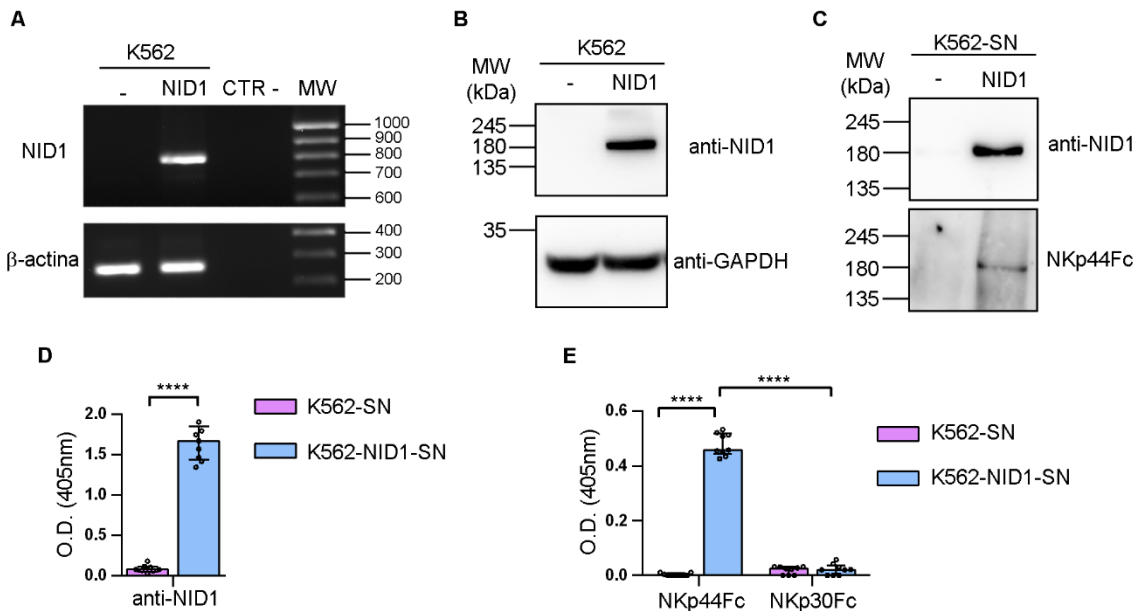 A
K562
- NID1 CTR - MW
NID1
1000
900
800
700
600
β-actina
400
300
200
B
K562
MW
(kDa)
- NID1
245
180
135
anti-NID1
35
anti-GAPDH
C
K562-SN
MW
(kDa)
- NID1
245
180
135
anti-NID1
245
180
135
NKp44Fc
D
****
K562-SN
K562-NID1-SN
O.D. (405nm)
2.0
1.5
1.0
0.5
0.0
anti-NID1
E
**** ****
K562-SN
K562-NID1-SN
O.D. (405nm)
0.6
0.4
0.2
0.0
NKp44Fc NKp30Fc